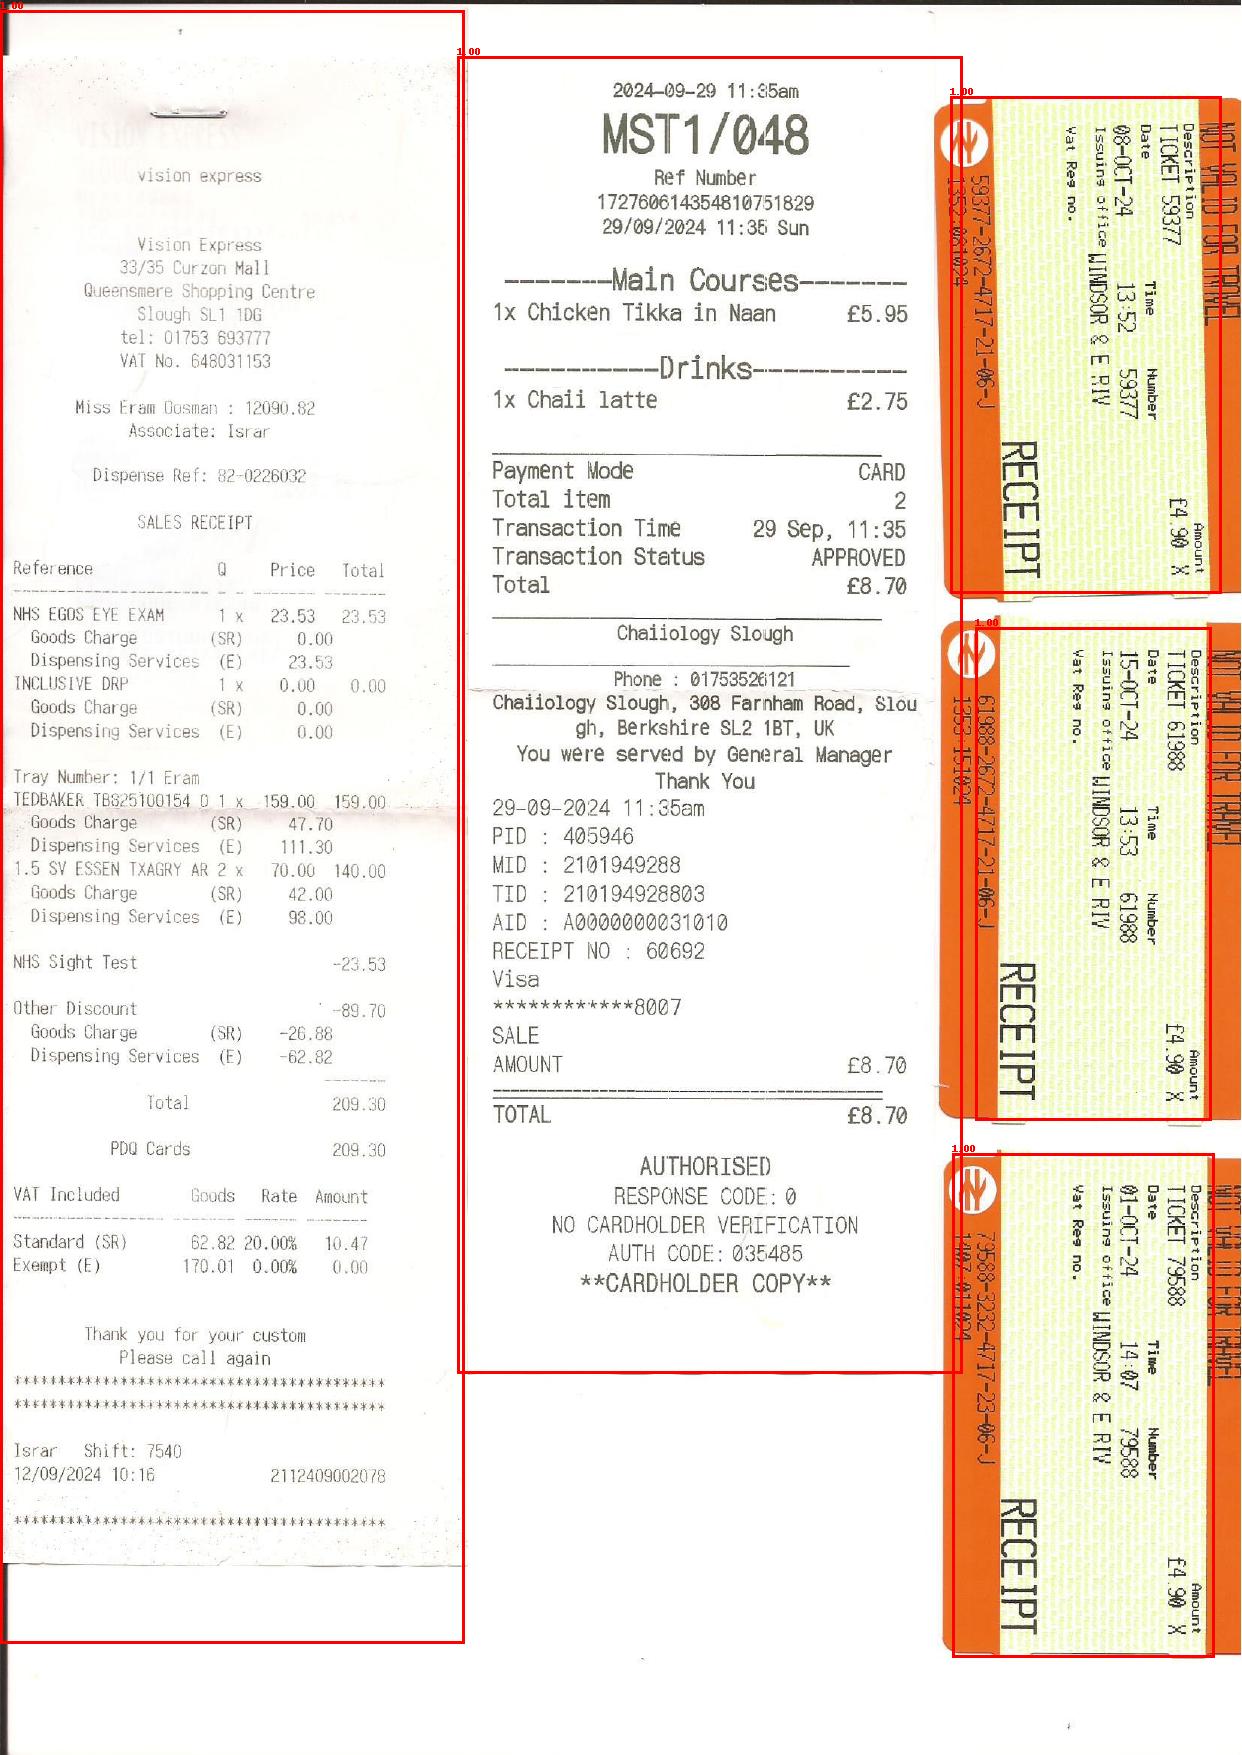 vision express
Vision Express
33/35 Curzon Mall
Queensmere Shopping Centre
Slough SL1 1DG
tel: 01753 693777
VAT No. 648031153
Miss Eram Oosman : 12090.82
Associate: Israr
Dispense Ref: 82-0226032
SALES RECEIPT
Reference Q Price Total
NHS EGOS EYE EXAM 1 x 23.53 23.53
Goods Charge (SR) 0.00
Dispensing Services (E) 23.53
INCLUSIVE DRP 1 x 0.00 0.00
Goods Charge (SR) 0.00
Dispensing Services (E) 0.00
Tray Number: 1/1 Eram
TEDBAKER TBS25100154 O 1 x 159.00 159.00
Goods Charge (SR) 47.70
Dispensing Services (E) 111.30
1.5 SV ESSEN TXAGRY AR 2 x 70.00 140.00
Goods Charge (SR) 42.00
Dispensing Services (E) 98.00
NHS Sight Test -23.53
Other Discount -89.70
Goods Charge (SR) -26.88
Dispensing Services (E) -62.82
Total 209.30
PDQ Cards 209.30
VAT Included Goods Rate Amount
Standard (SR) 62.82 20.00% 10.47
Exempt (E) 170.01 0.00% 0.00
Thank you for your custom
Please call again
******************************************
******************************************
Israr Shift: 7540
12/09/2024 10:16 2112409002078
******************************************
1.00
2024-09-29 11:35am
MST1/048
Ref Number
172760614354810751829
29/09/2024 11:35 Sun
-------Main Courses-------
1x Chicken Tikka in Naan £5.95
----------Drinks----------
1x Chaii latte £2.75
Payment Mode CARD
Total item 2
Transaction Time 29 Sep, 11:35
Transaction Status APPROVED
Total £8.70
Chaiiology Slough
Phone : 01753526121
Chaiiology Slough, 308 Farnham Road, Slou
gh, Berkshire SL2 1BT, UK
You were served by General Manager
Thank You
29-09-2024 11:35am
PID : 405946
MID : 2101949288
TID : 210194928803
AID : A0000000031010
RECEIPT NO : 60692
Visa
************8007
SALE
AMOUNT £8.70
TOTAL £8.70
AUTHORISED
RESPONSE CODE: 0
NO CARDHOLDER VERIFICATION
AUTH CODE: 035485
**CARDHOLDER COPY**
1.00
NOT VALID FOR TRAVEL
Description Amount
TICKET 59377 £4.90 X
Date Time Number
08-OCT-24 13:52 59377
Issuing office WINDSOR & E RIV
Vat Reg no.
RECEIPT
59377-2672-4717-21-06-J
1352 081024
1.00
NOT VALID FOR TRAVEL
Description Amount
TICKET 61988 £4.90 X
Date Time Number
15-OCT-24 13:53 61988
Issuing office WINDSOR & E RIV
Vat Reg no.
RECEIPT
61988-2672-4717-21-06-J
1353 151024
1.00
NOT VALID FOR TRAVEL
Description Amount
TICKET 79588 £4.90 X
Date Time Number
01-OCT-24 14:07 79588
Issuing office WINDSOR & E RIV
Vat Reg no.
RECEIPT
79588-3232-4717-23-06-J
1407 011024